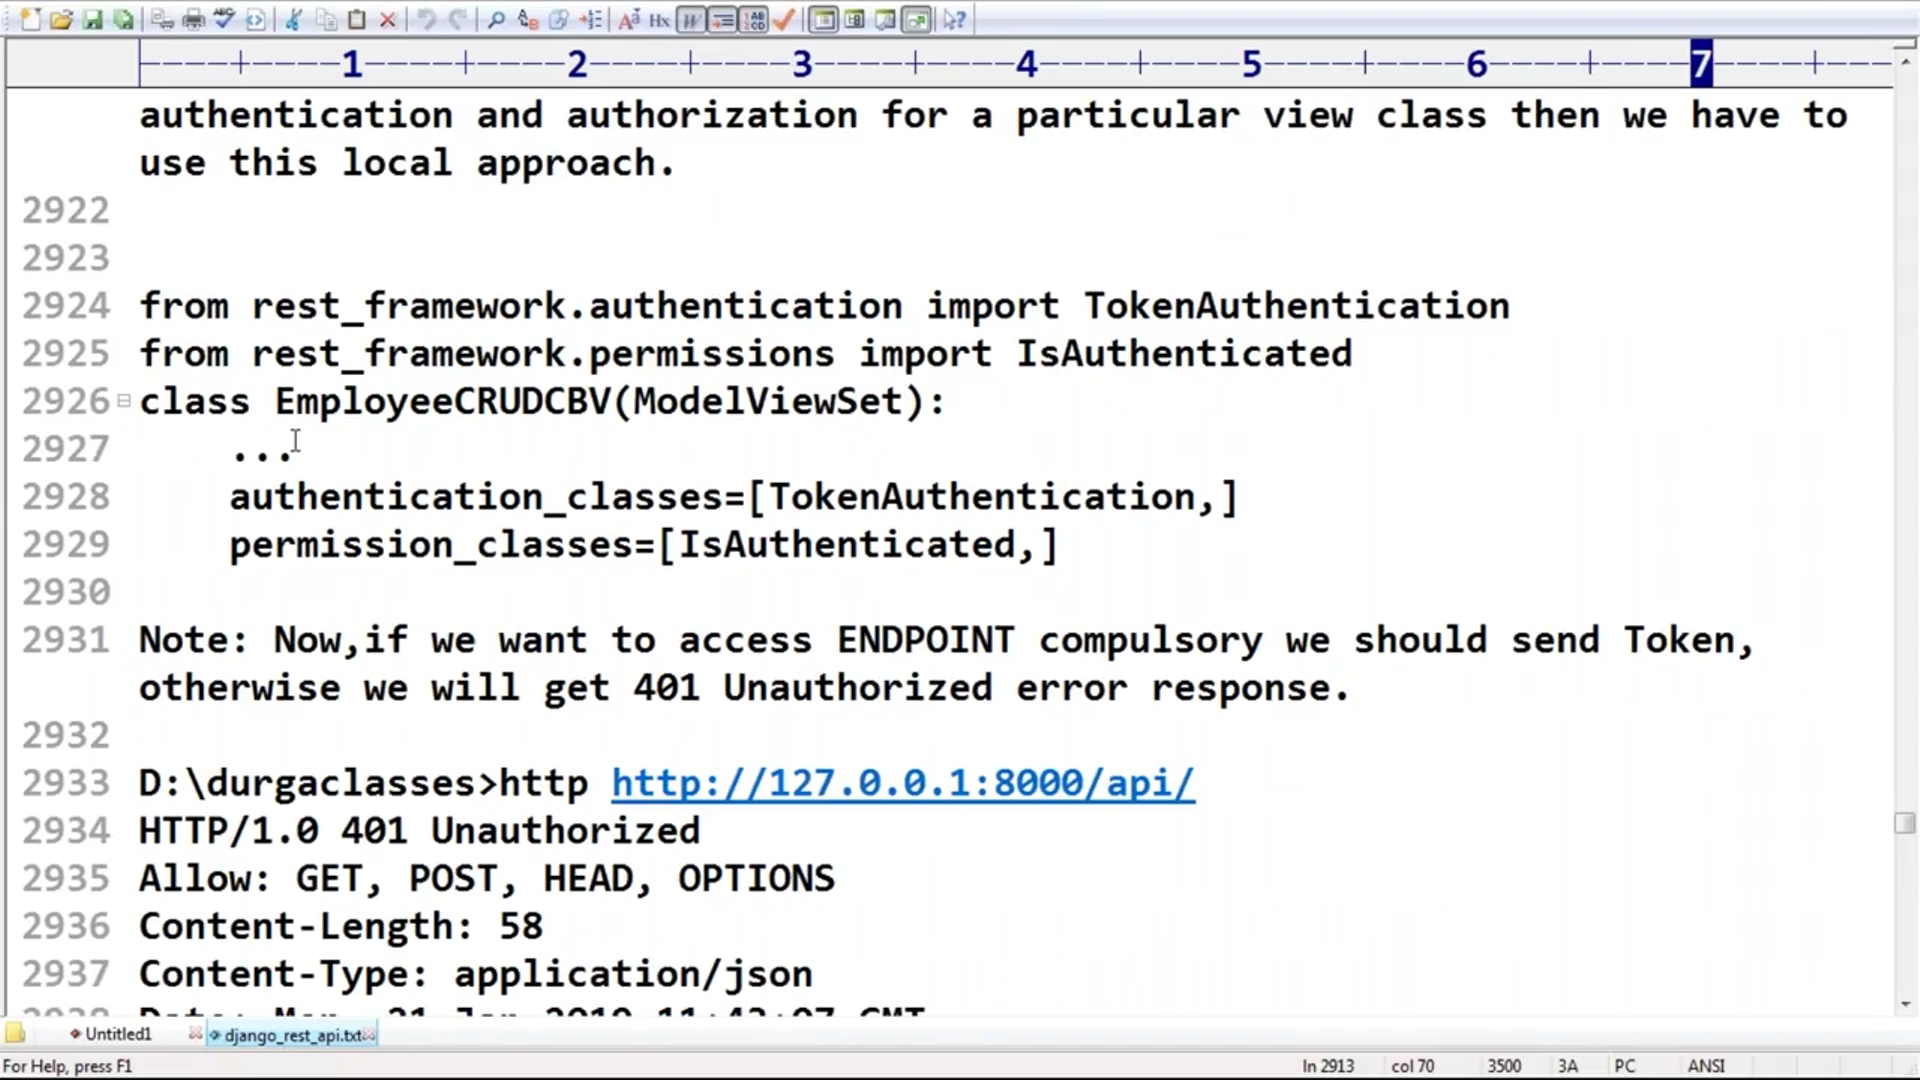 1 2 3 4 5 6 7
authentication and authorization for a particular view class then we have to
use this local approach.
2922
2923
2924 from rest_framework.authentication import TokenAuthentication
2925 from rest_framework.permissions import IsAuthenticated
2926 class EmployeeCRUDCBV(ModelViewSet):
2927     ...
2928     authentication_classes=[TokenAuthentication,]
2929     permission_classes=[IsAuthenticated,]
2930
2931 Note: Now,if we want to access ENDPOINT compulsory we should send Token,
otherwise we will get 401 Unauthorized error response.
2932
2933 D:\durgaclasses>http http://127.0.0.1:8000/api/
2934 HTTP/1.0 401 Unauthorized
2935 Allow: GET, POST, HEAD, OPTIONS
2936 Content-Length: 58
2937 Content-Type: application/json
Untitled1 django_rest_api.txt
For Help, press F1 ln 2913 col 70 3500 3A PC ANSI